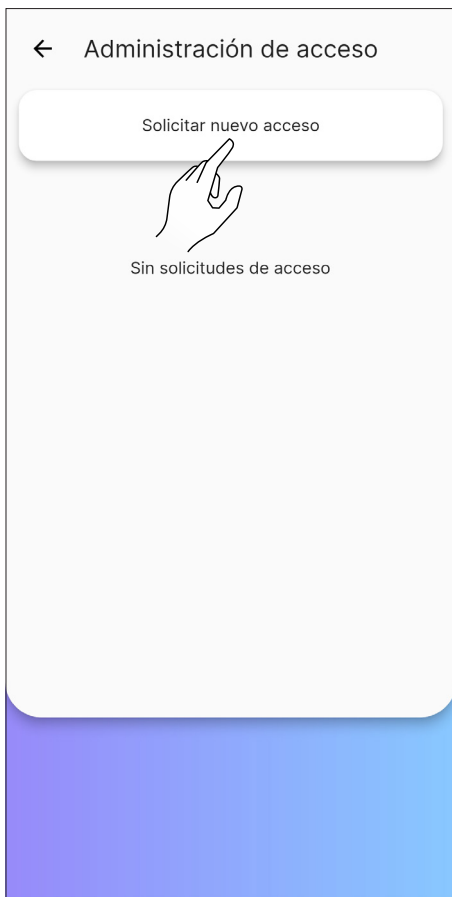 Administración de acceso
Solicitar nuevo acceso
Sin solicitudes de acceso